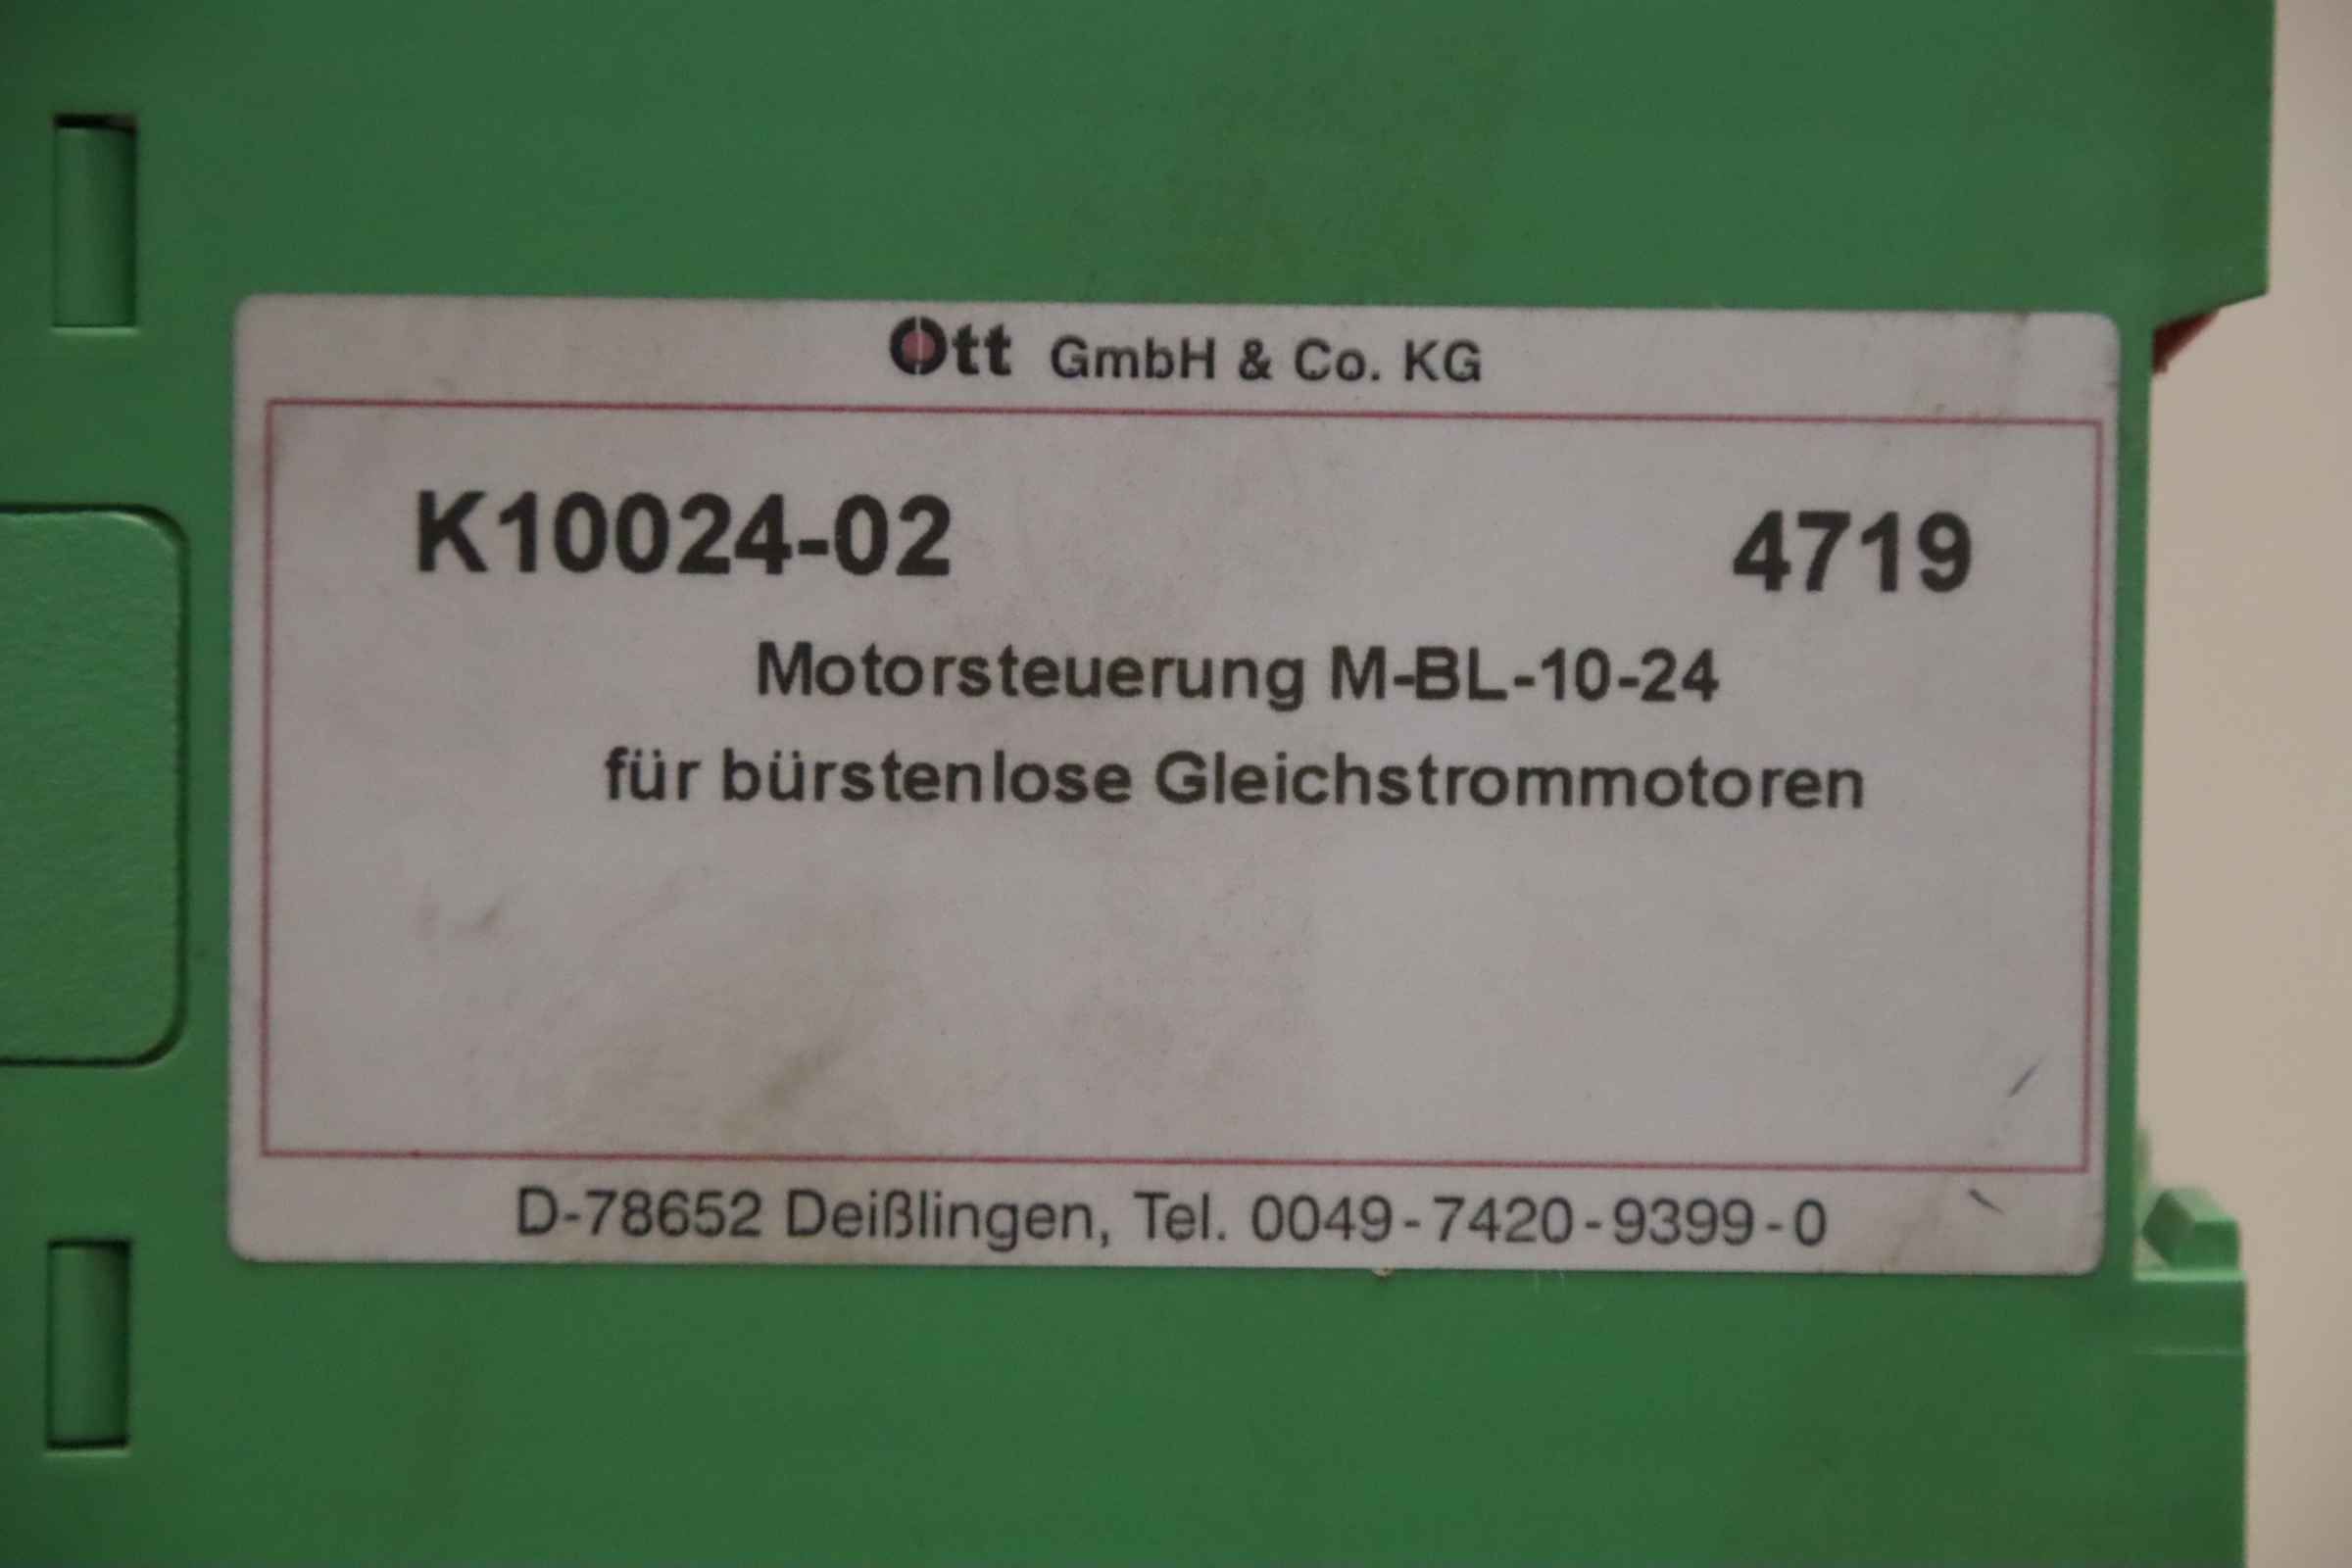 Ott GmbH & Co. KG
K10024-02 4719
Motorsteuerung M-BL-10-24
für bürstenlose Gleichstrommotoren
D-78652 Deißlingen, Tel. 0049-7420-9399-0